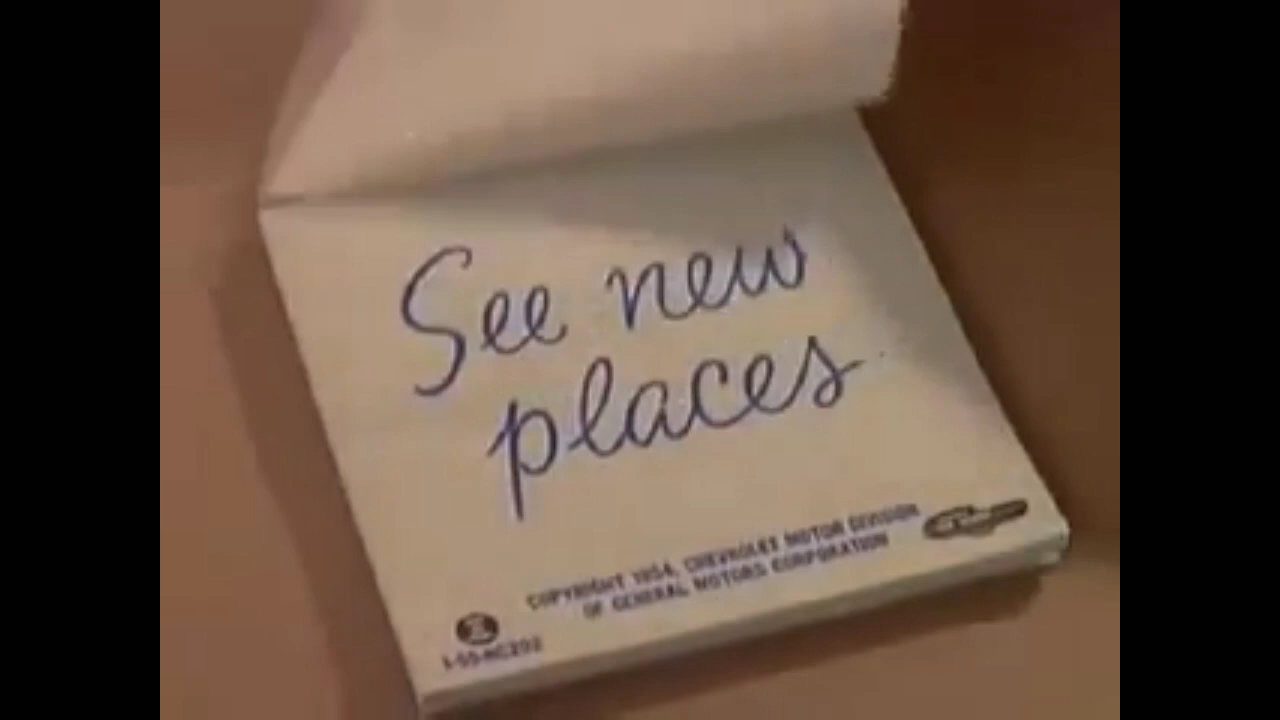 See new
places
COPYRIGHT 1954, CHEVROLET MOTOR DIVISION
OF GENERAL MOTORS CORPORATION